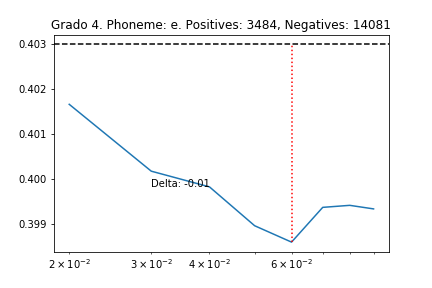 Grado 4. Phoneme: e. Positives: 3484, Negatives: 14081
0.403
0.402
0.401
0.400
0.399
Delta: -0.01
2 × 10⁻² 3 × 10⁻² 4 × 10⁻² 6 × 10⁻²